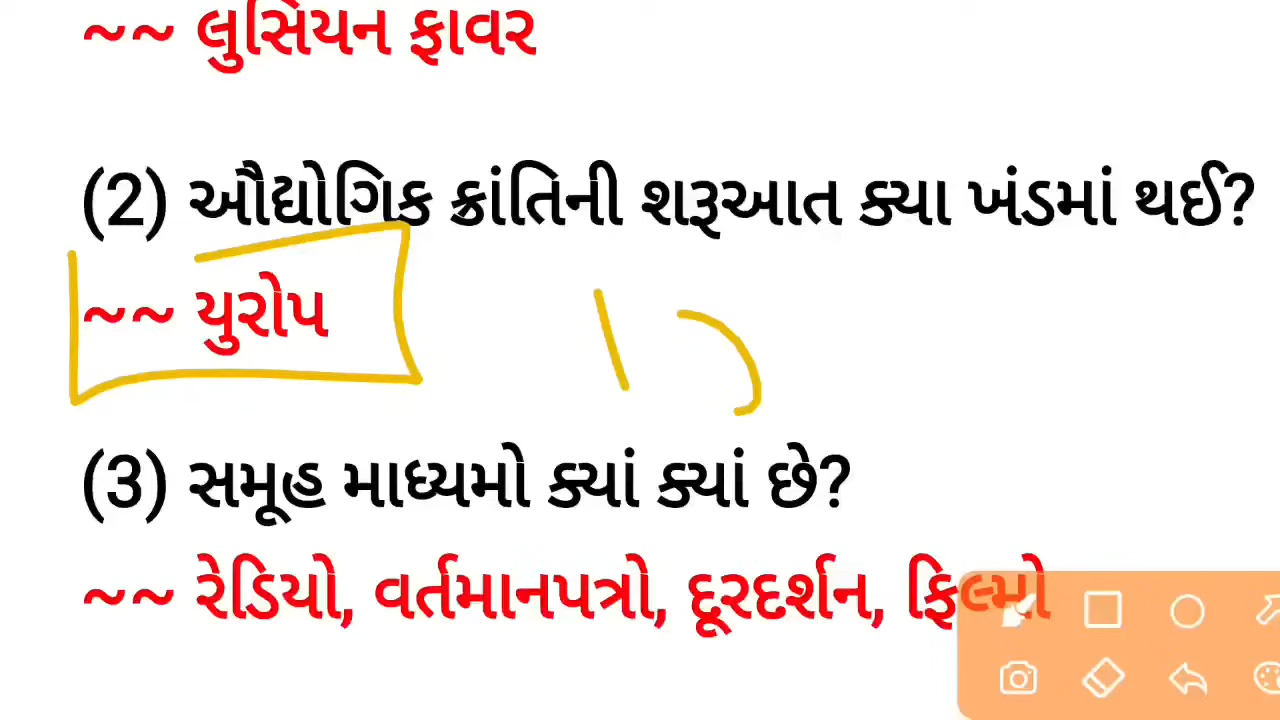 ~~ લુસિયન ફાવર
(2) ઔદ્યોગિક ક્રાંતિની શરૂઆત ક્યા ખંડમાં થઈ?
~~ યુરોપ
(3) સમૂહ માધ્યમો ક્યાં ક્યાં છે?
~~ રેડિયો, વર્તમાનપત્રો, દૂરદર્શન, ફિલ્મો